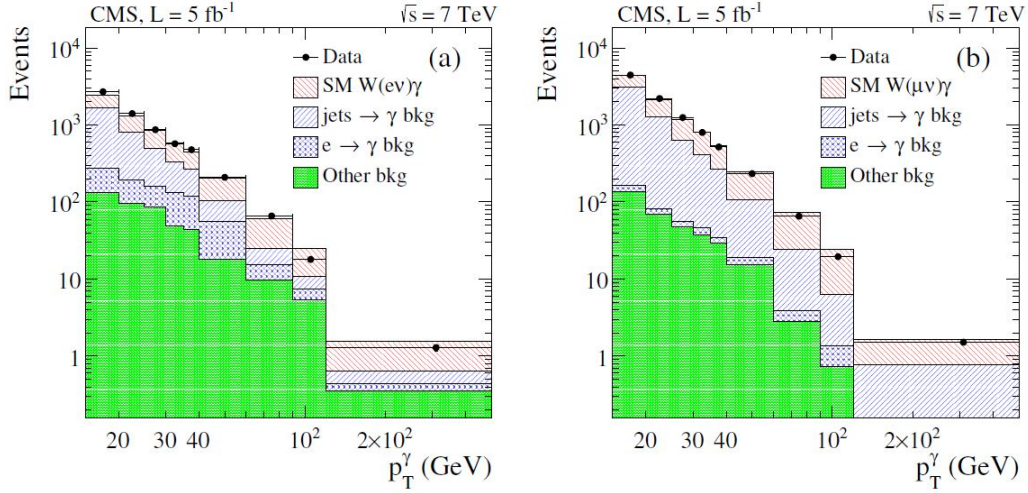 CMS, L = 5 fb⁻¹ √s = 7 TeV
Events
10⁴
10³
10²
10
1
(a)
Data
SM W(eν)γ
jets → γ bkg
e → γ bkg
Other bkg
20 30 40 10² 2×10²
p_T^γ (GeV)
CMS, L = 5 fb⁻¹ √s = 7 TeV
Events
10⁴
10³
10²
10
1
(b)
Data
SM W(μν)γ
jets → γ bkg
e → γ bkg
Other bkg
20 30 40 10² 2×10²
p_T^γ (GeV)